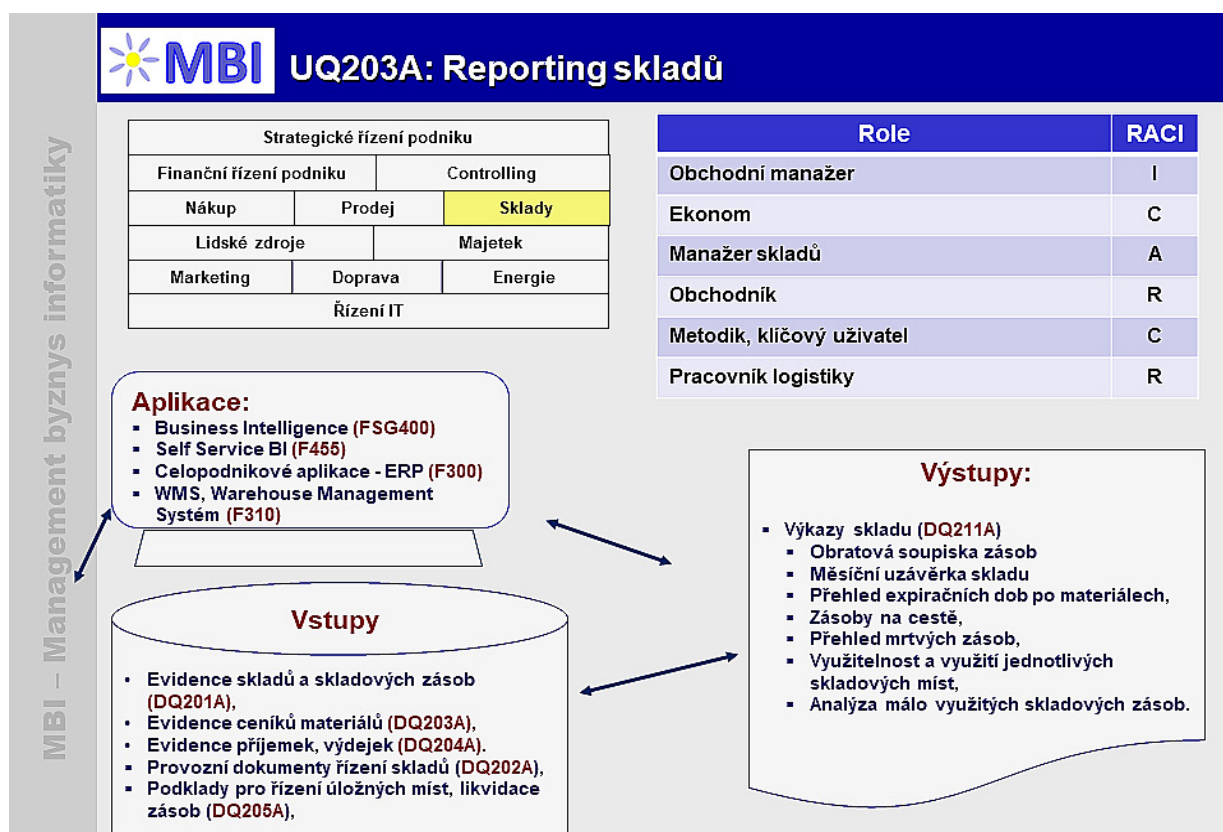 MBI
UQ203A: Reporting skladů
MBI – Management byznys informatiky
Strategické řízení podniku
Finanční řízení podniku
Controlling
Nákup
Prodej
Sklady
Lidské zdroje
Majetek
Marketing
Doprava
Energie
Řízení IT
Role RACI
Obchodní manažer I
Ekonom C
Manažer skladů A
Obchodník R
Metodik, klíčový uživatel C
Pracovník logistiky R
Aplikace:
▪ Business Intelligence (FSG400)
▪ Self Service BI (F455)
▪ Celopodnikové aplikace - ERP (F300)
▪ WMS, Warehouse Management
Systém (F310)
Vstupy
• Evidence skladů a skladových zásob
(DQ201A),
• Evidence ceníků materiálů (DQ203A),
• Evidence příjemek, výdejek (DQ204A).
▪ Provozní dokumenty řízení skladů (DQ202A),
▪ Podklady pro řízení úložných míst, likvidace
zásob (DQ205A),
Výstupy:
▪ Výkazy skladu (DQ211A)
▪ Obratová soupiska zásob
▪ Měsíční uzávěrka skladu
▪ Přehled expiračních dob po materiálech,
▪ Zásoby na cestě,
▪ Přehled mrtvých zásob,
▪ Využitelnost a využití jednotlivých
skladových míst,
▪ Analýza málo využitých skladových zásob.